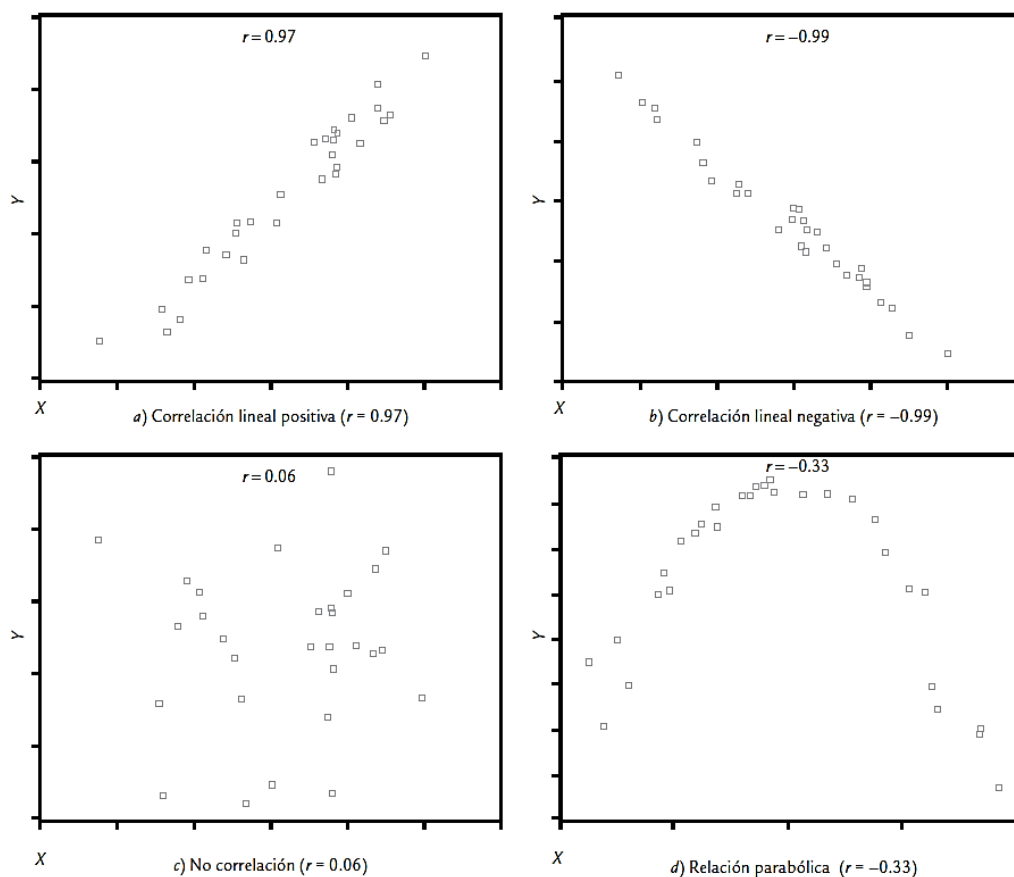 r = 0.97
Y
X
a) Correlación lineal positiva (r = 0.97)
r = −0.99
Y
X
b) Correlación lineal negativa (r = −0.99)
r = 0.06
Y
X
c) No correlación (r = 0.06)
r = −0.33
Y
X
d) Relación parabólica (r = −0.33)